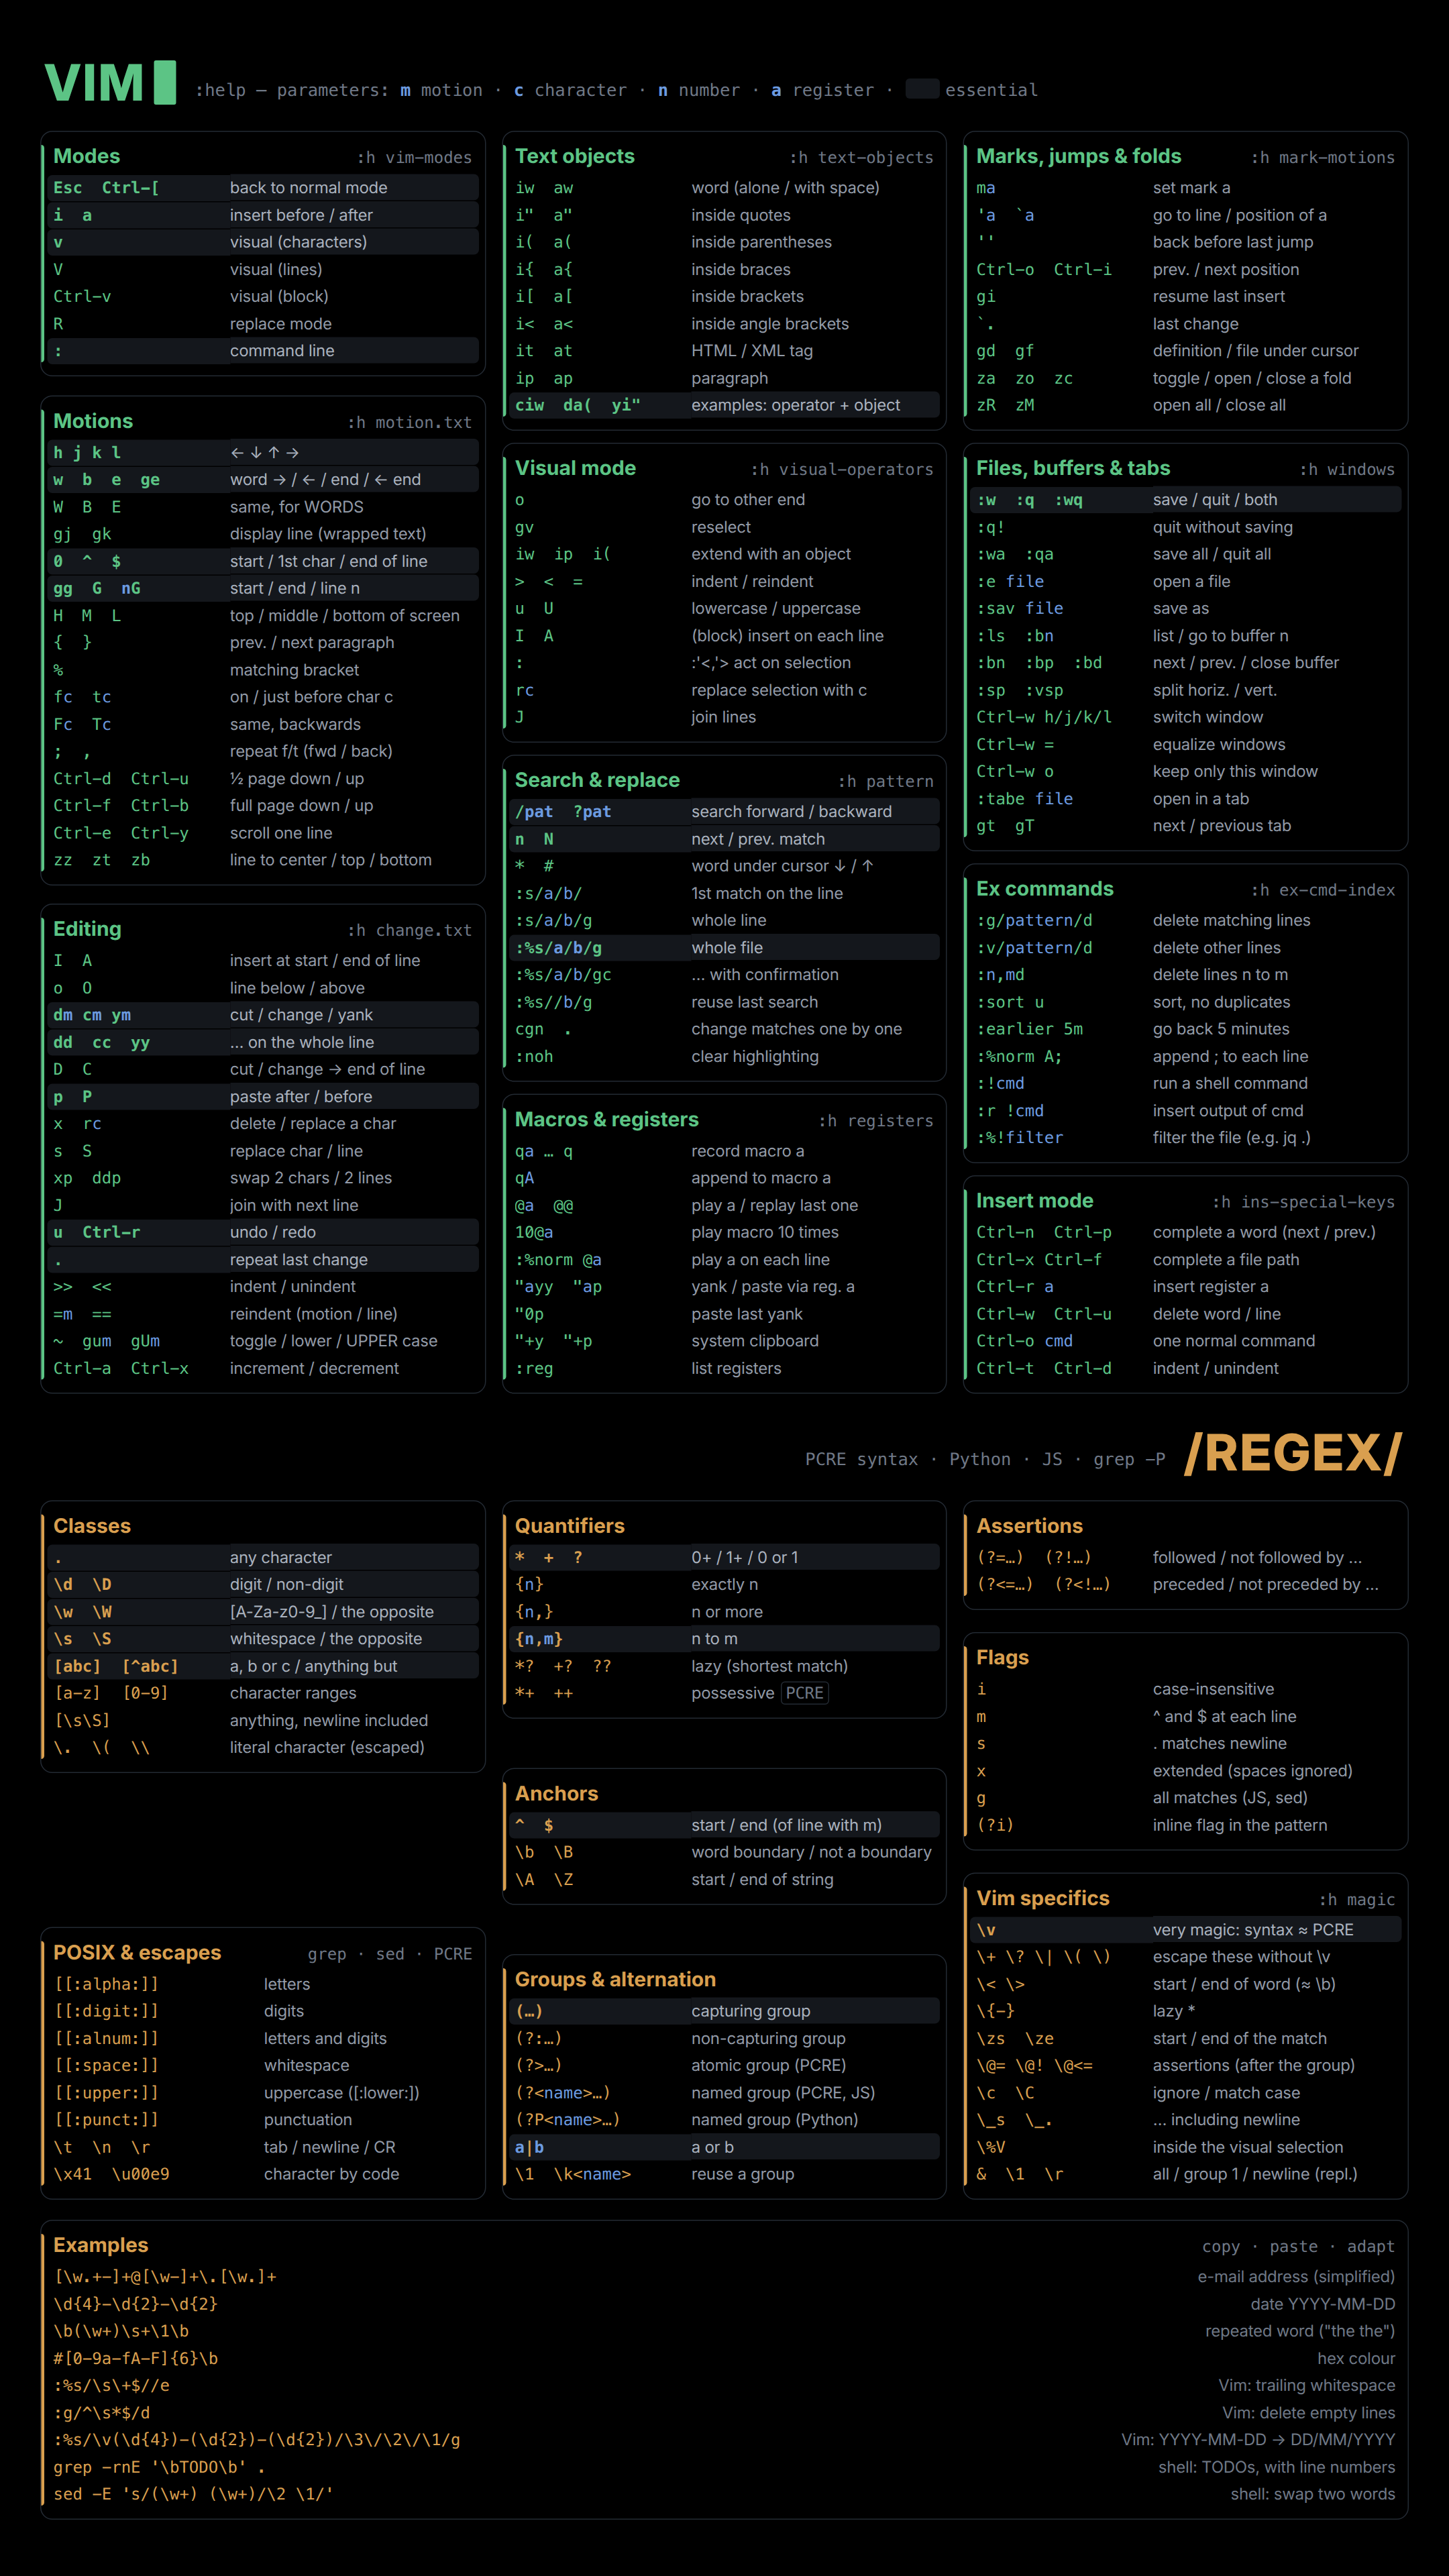 VIM
:help — parameters: m motion · c character · n number · a register · essential
Modes :h vim-modes
Esc Ctrl-[ back to normal mode
i a insert before / after
v visual (characters)
V visual (lines)
Ctrl-v visual (block)
R replace mode
: command line
Motions :h motion.txt
h j k l ← ↓ ↑ →
w b e ge word → / ← / end / ← end
W B E same, for WORDS
gj gk display line (wrapped text)
0 ^ $ start / 1st char / end of line
gg G nG start / end / line n
H M L top / middle / bottom of screen
{ } prev. / next paragraph
% matching bracket
fc tc on / just before char c
Fc Tc same, backwards
; , repeat f/t (fwd / back)
Ctrl-d Ctrl-u ½ page down / up
Ctrl-f Ctrl-b full page down / up
Ctrl-e Ctrl-y scroll one line
zz zt zb line to center / top / bottom
Editing :h change.txt
I A insert at start / end of line
o O line below / above
dm cm ym cut / change / yank
dd cc yy … on the whole line
D C cut / change → end of line
p P paste after / before
x rc delete / replace a char
s S replace char / line
xp ddp swap 2 chars / 2 lines
J join with next line
u Ctrl-r undo / redo
. repeat last change
>> << indent / unindent
=m == reindent (motion / line)
~ gum gUm toggle / lower / UPPER case
Ctrl-a Ctrl-x increment / decrement
Text objects :h text-objects
iw aw word (alone / with space)
i" a" inside quotes
i( a( inside parentheses
i{ a{ inside braces
i[ a[ inside brackets
i< a< inside angle brackets
it at HTML / XML tag
ip ap paragraph
ciw da( yi" examples: operator + object
Visual mode :h visual-operators
o go to other end
gv reselect
iw ip i( extend with an object
> < = indent / reindent
u U lowercase / uppercase
I A (block) insert on each line
: :'<,'> act on selection
rc replace selection with c
J join lines
Search & replace :h pattern
/pat ?pat search forward / backward
n N next / prev. match
* # word under cursor ↓ / ↑
:s/a/b/ 1st match on the line
:s/a/b/g whole line
:%s/a/b/g whole file
:%s/a/b/gc … with confirmation
:%s//b/g reuse last search
cgn . change matches one by one
:noh clear highlighting
Macros & registers :h registers
qa … q record macro a
qA append to macro a
@a @@ play a / replay last one
10@a play macro 10 times
:%norm @a play a on each line
"ayy "ap yank / paste via reg. a
"0p paste last yank
"+y "+p system clipboard
:reg list registers
Marks, jumps & folds :h mark-motions
ma set mark a
'a `a go to line / position of a
'' back before last jump
Ctrl-o Ctrl-i prev. / next position
gi resume last insert
`. last change
gd gf definition / file under cursor
za zo zc toggle / open / close a fold
zR zM open all / close all
Files, buffers & tabs :h windows
:w :q :wq save / quit / both
:q! quit without saving
:wa :qa save all / quit all
:e file open a file
:sav file save as
:ls :bn list / go to buffer n
:bn :bp :bd next / prev. / close buffer
:sp :vsp split horiz. / vert.
Ctrl-w h/j/k/l switch window
Ctrl-w = equalize windows
Ctrl-w o keep only this window
:tabe file open in a tab
gt gT next / previous tab
Ex commands :h ex-cmd-index
:g/pattern/d delete matching lines
:v/pattern/d delete other lines
:n,md delete lines n to m
:sort u sort, no duplicates
:earlier 5m go back 5 minutes
:%norm A; append ; to each line
:!cmd run a shell command
:r !cmd insert output of cmd
:%!filter filter the file (e.g. jq .)
Insert mode :h ins-special-keys
Ctrl-n Ctrl-p complete a word (next / prev.)
Ctrl-x Ctrl-f complete a file path
Ctrl-r a insert register a
Ctrl-w Ctrl-u delete word / line
Ctrl-o cmd one normal command
Ctrl-t Ctrl-d indent / unindent
PCRE syntax · Python · JS · grep -P /REGEX/
Classes
. any character
\d \D digit / non-digit
\w \W [A-Za-z0-9_] / the opposite
\s \S whitespace / the opposite
[abc] [^abc] a, b or c / anything but
[a-z] [0-9] character ranges
[\s\S] anything, newline included
\. \( \\ literal character (escaped)
POSIX & escapes grep · sed · PCRE
[[:alpha:]] letters
[[:digit:]] digits
[[:alnum:]] letters and digits
[[:space:]] whitespace
[[:upper:]] uppercase ([:lower:])
[[:punct:]] punctuation
\t \n \r tab / newline / CR
\x41 \u00e9 character by code
Quantifiers
* + ? 0+ / 1+ / 0 or 1
{n} exactly n
{n,} n or more
{n,m} n to m
*? +? ?? lazy (shortest match)
*+ ++ possessive PCRE
Anchors
^ $ start / end (of line with m)
\b \B word boundary / not a boundary
\A \Z start / end of string
Groups & alternation
(…) capturing group
(?:…) non-capturing group
(?>…) atomic group (PCRE)
(?<name>…) named group (PCRE, JS)
(?P<name>…) named group (Python)
a|b a or b
\1 \k<name> reuse a group
Assertions
(?=…) (?!…) followed / not followed by …
(?<=…) (?<!…) preceded / not preceded by …
Flags
i case-insensitive
m ^ and $ at each line
s . matches newline
x extended (spaces ignored)
g all matches (JS, sed)
(?i) inline flag in the pattern
Vim specifics :h magic
\v very magic: syntax ≈ PCRE
\+ \? \| \( \) escape these without \v
\< \> start / end of word (≈ \b)
\{-} lazy *
\zs \ze start / end of the match
\@= \@! \@<= assertions (after the group)
\c \C ignore / match case
\_s \_. … including newline
\%V inside the visual selection
& \1 \r all / group 1 / newline (repl.)
Examples copy · paste · adapt
[\w.+-]+@[\w-]+\.[\w.]+ e-mail address (simplified)
\d{4}-\d{2}-\d{2} date YYYY-MM-DD
\b(\w+)\s+\1\b repeated word ("the the")
#[0-9a-fA-F]{6}\b hex colour
:%s/\s\+$//e Vim: trailing whitespace
:g/^\s*$/d Vim: delete empty lines
:%s/\v(\d{4})-(\d{2})-(\d{2})/\3\/\2\/\1/g Vim: YYYY-MM-DD → DD/MM/YYYY
grep -rnE '\bTODO\b' . shell: TODOs, with line numbers
sed -E 's/(\w+) (\w+)/\2 \1/' shell: swap two words